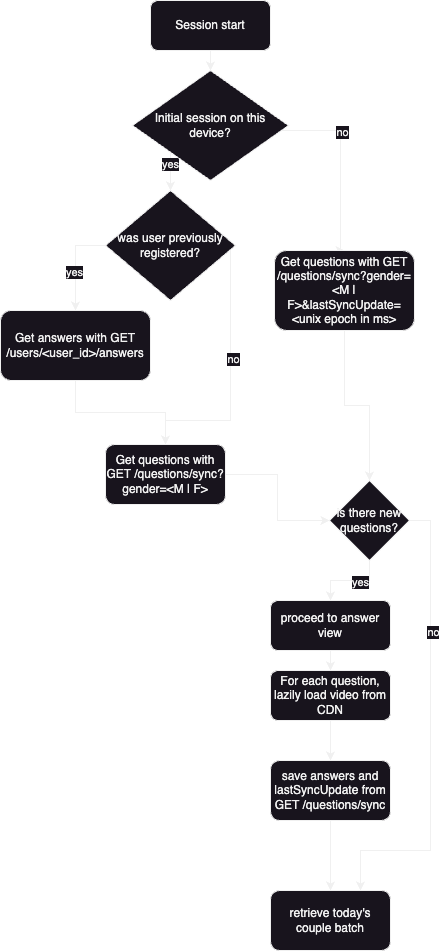 Session start
Initial session on this
device?
no
yes
was user previously
registered?
Get questions with GET
/questions/sync?gender=
<M |
F>&lastSyncUpdate=
<unix epoch in ms>
yes
Get answers with GET
/users/<user_id>/answers
no
Get questions with
GET /questions/sync?
gender=<M | F>
is there new
questions?
yes
proceed to answer
view
no
For each question,
lazily load video from
CDN
save answers and
lastSyncUpdate from
GET /questions/sync
retrieve today's
couple batch